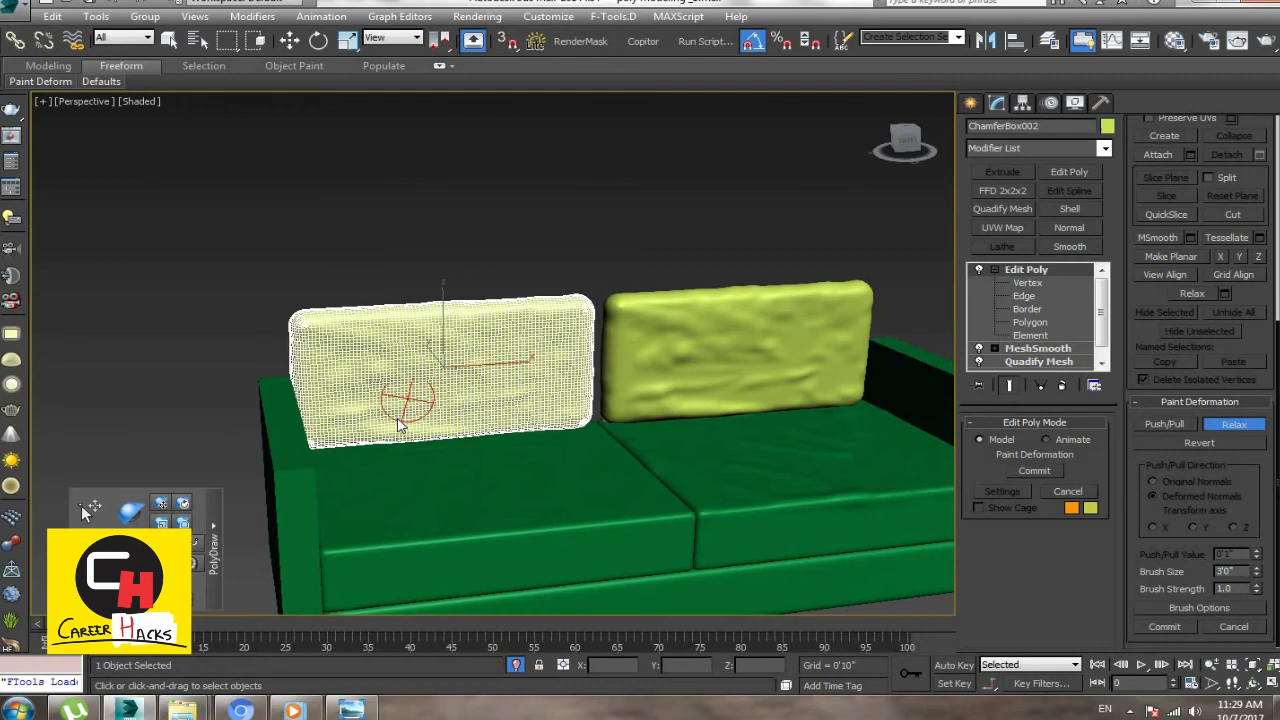 Edit Tools Group Views Modifiers Animation Graph Editors Rendering Customize F-Tools.D MAXScript Help
All View RenderMask Copitor Run Script... Create Selection Se
Modeling Freeform Selection Object Paint Populate
Paint Deform Defaults
[+] [Perspective] [Shaded]
ChamferBox002
Modifier List
Extrude Edit Poly
FFD 2x2x2 Edit Spline
Quadify Mesh Shell
UVW Map Normal
Lathe Smooth
Edit Poly
Vertex
Edge
Border
Polygon
Element
MeshSmooth
Quadify Mesh
Edit Poly Mode
Model Animate
Paint Deformation
Commit
Settings Cancel
Show Cage
Preserve UVs
Create Collapse
Attach Detach
Slice Plane Split
Slice Reset Plane
QuickSlice Cut
MSmooth Tessellate
Make Planar X Y Z
View Align Grid Align
Relax
Hide Selected Unhide All
Hide Unselected
Named Selections:
Copy Paste
Delete Isolated Vertices
Paint Deformation
Push/Pull Relax
Revert
Push/Pull Direction
Original Normals
Deformed Normals
Transform axis
X Y Z
Push/Pull Value 0'1"
Brush Size 3'0"
Brush Strength 1.0
Brush Options
Commit Cancel
PolyDraw
CH
CAREER HACKS
20 25 30 35 40 45 50 55 60 65 70 75 80 85 90 95 100
1 Object Selected X: Y: Z: Grid = 0'10" Auto Key Selected
"FTools Loade Click or click-and-drag to select objects Add Time Tag Set Key Key Filters... 0
EN 11:29 AM